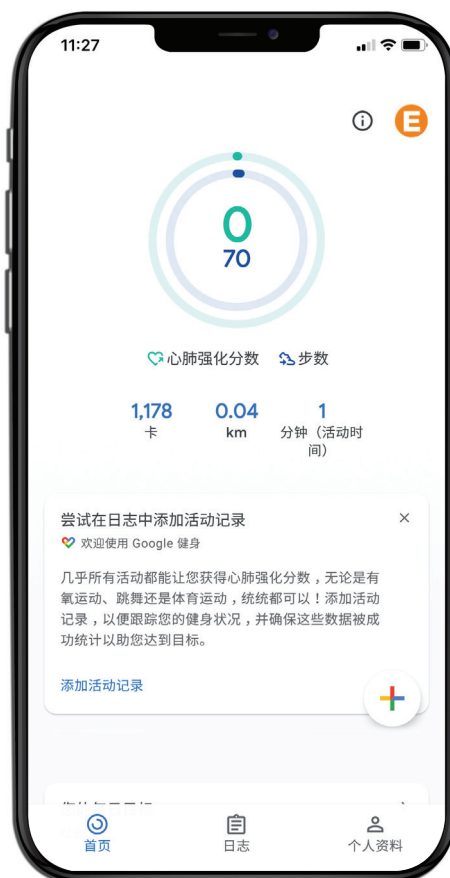 11:27
E
0
70
心肺强化分数 步数
1,178 0.04 1
卡 km 分钟（活动时
间）
尝试在日志中添加活动记录
欢迎使用 Google 健身
几乎所有活动都能让您获得心肺强化分数，无论是有
氧运动、跳舞还是体育运动，统统都可以！添加活动
记录，以便跟踪您的健身状况，并确保这些数据被成
功统计以助您达到目标。
添加活动记录
首页 日志 个人资料